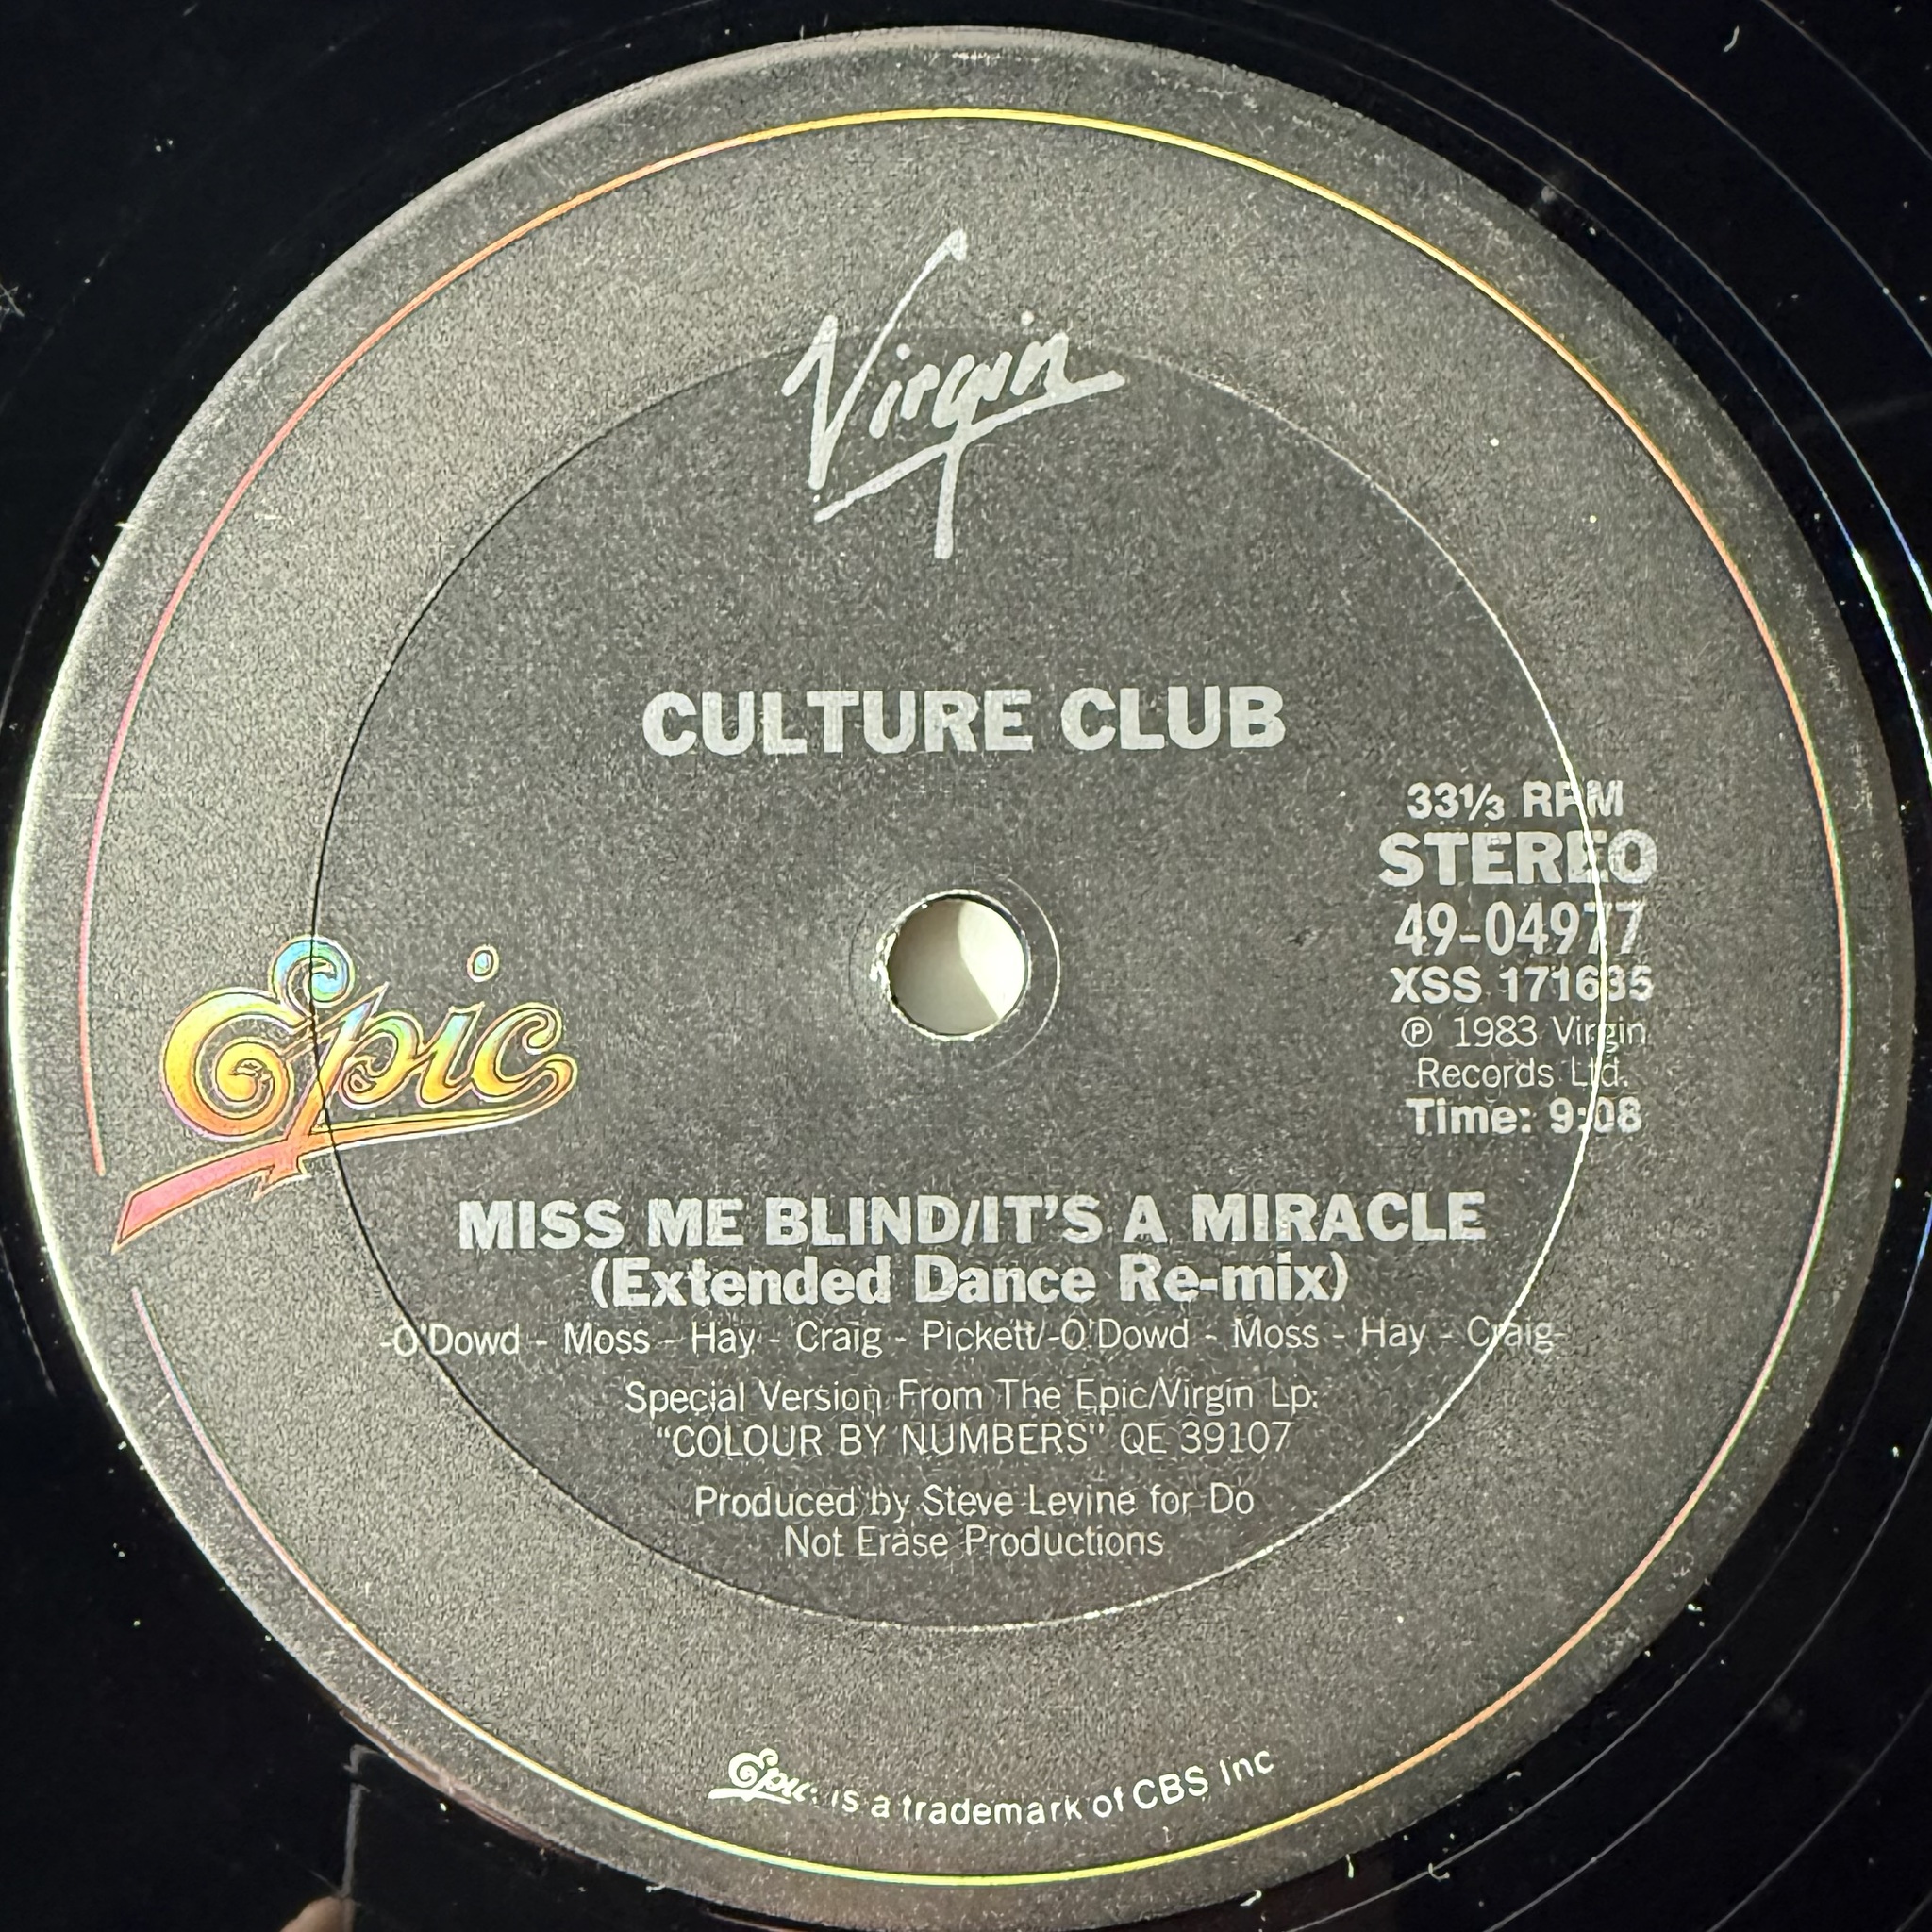 Virgin
CULTURE CLUB
33⅓ RPM
STEREO
49-04977
XSS 171635
℗ 1983 Virgin
Records Ltd.
Time: 9:08
Epic
MISS ME BLIND/IT'S A MIRACLE
(Extended Dance Re-mix)
-O'Dowd - Moss - Hay - Craig - Pickett/-O'Dowd - Moss - Hay - Craig-
Special Version From The Epic/Virgin Lp:
"COLOUR BY NUMBERS" QE 39107
Produced by Steve Levine for Do
Not Erase Productions
Epic. is a trademark of CBS Inc